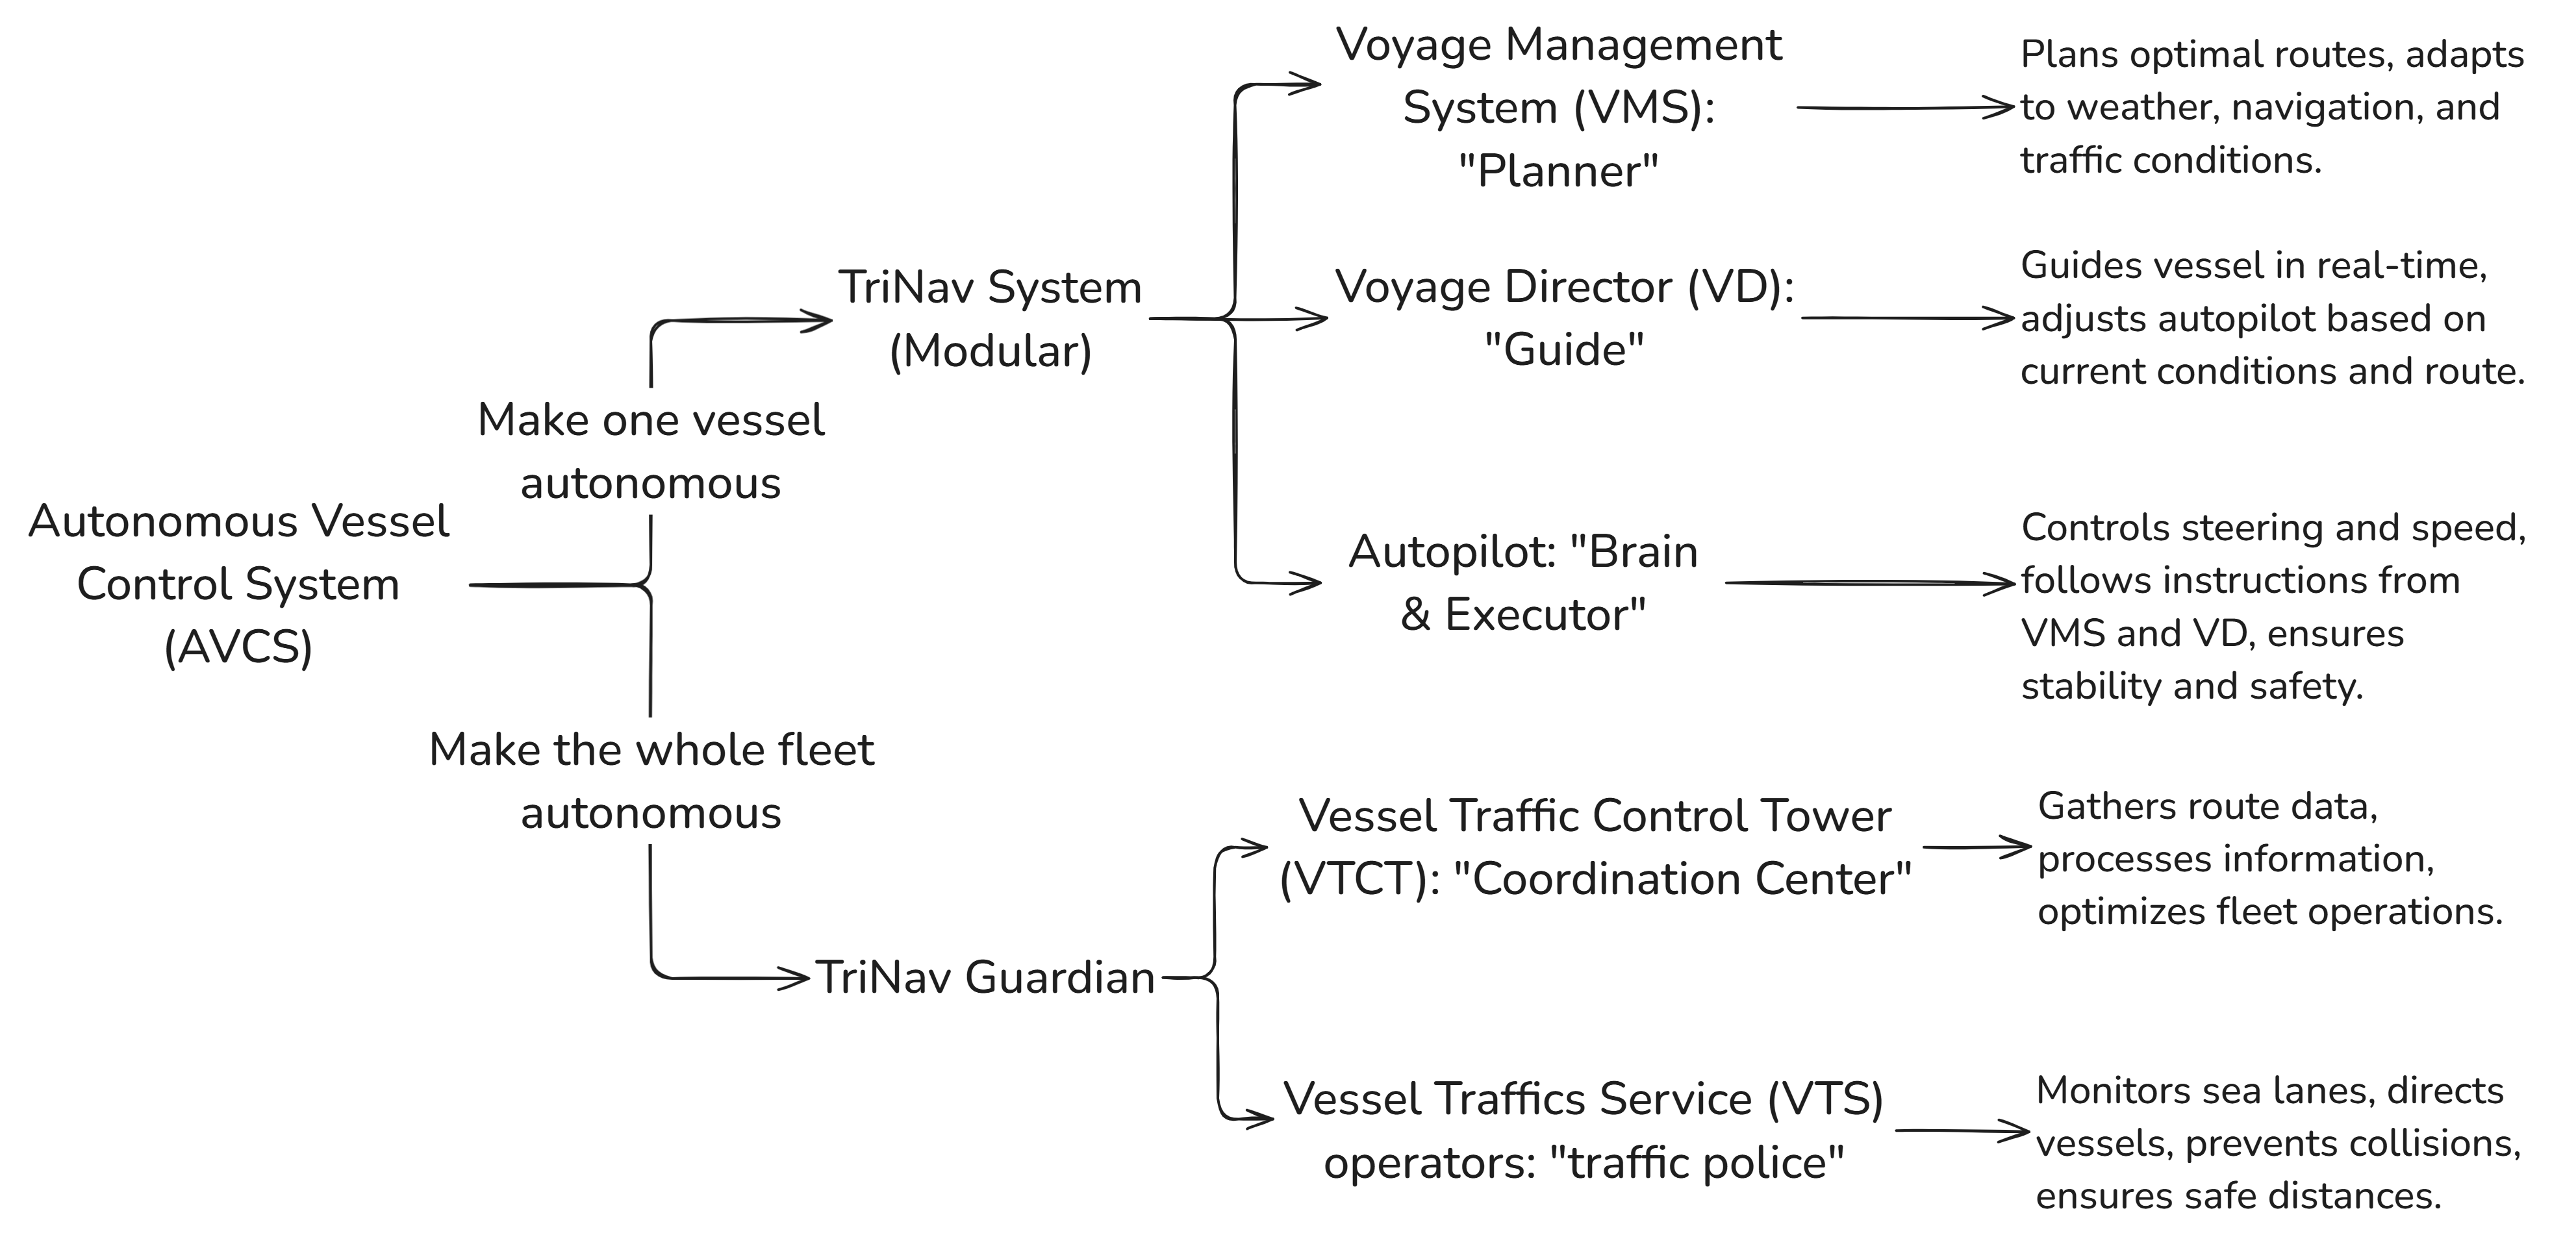 Autonomous Vessel
Control System
(AVCS)
Make one vessel
autonomous
TriNav System
(Modular)
Voyage Management
System (VMS):
"Planner"
Plans optimal routes, adapts
to weather, navigation, and
traffic conditions.
Voyage Director (VD):
"Guide"
Guides vessel in real-time,
adjusts autopilot based on
current conditions and route.
Autopilot: "Brain
& Executor"
Controls steering and speed,
follows instructions from
VMS and VD, ensures
stability and safety.
Make the whole fleet
autonomous
TriNav Guardian
Vessel Traffic Control Tower
(VTCT): "Coordination Center"
Gathers route data,
processes information,
optimizes fleet operations.
Vessel Traffics Service (VTS)
operators: "traffic police"
Monitors sea lanes, directs
vessels, prevents collisions,
ensures safe distances.